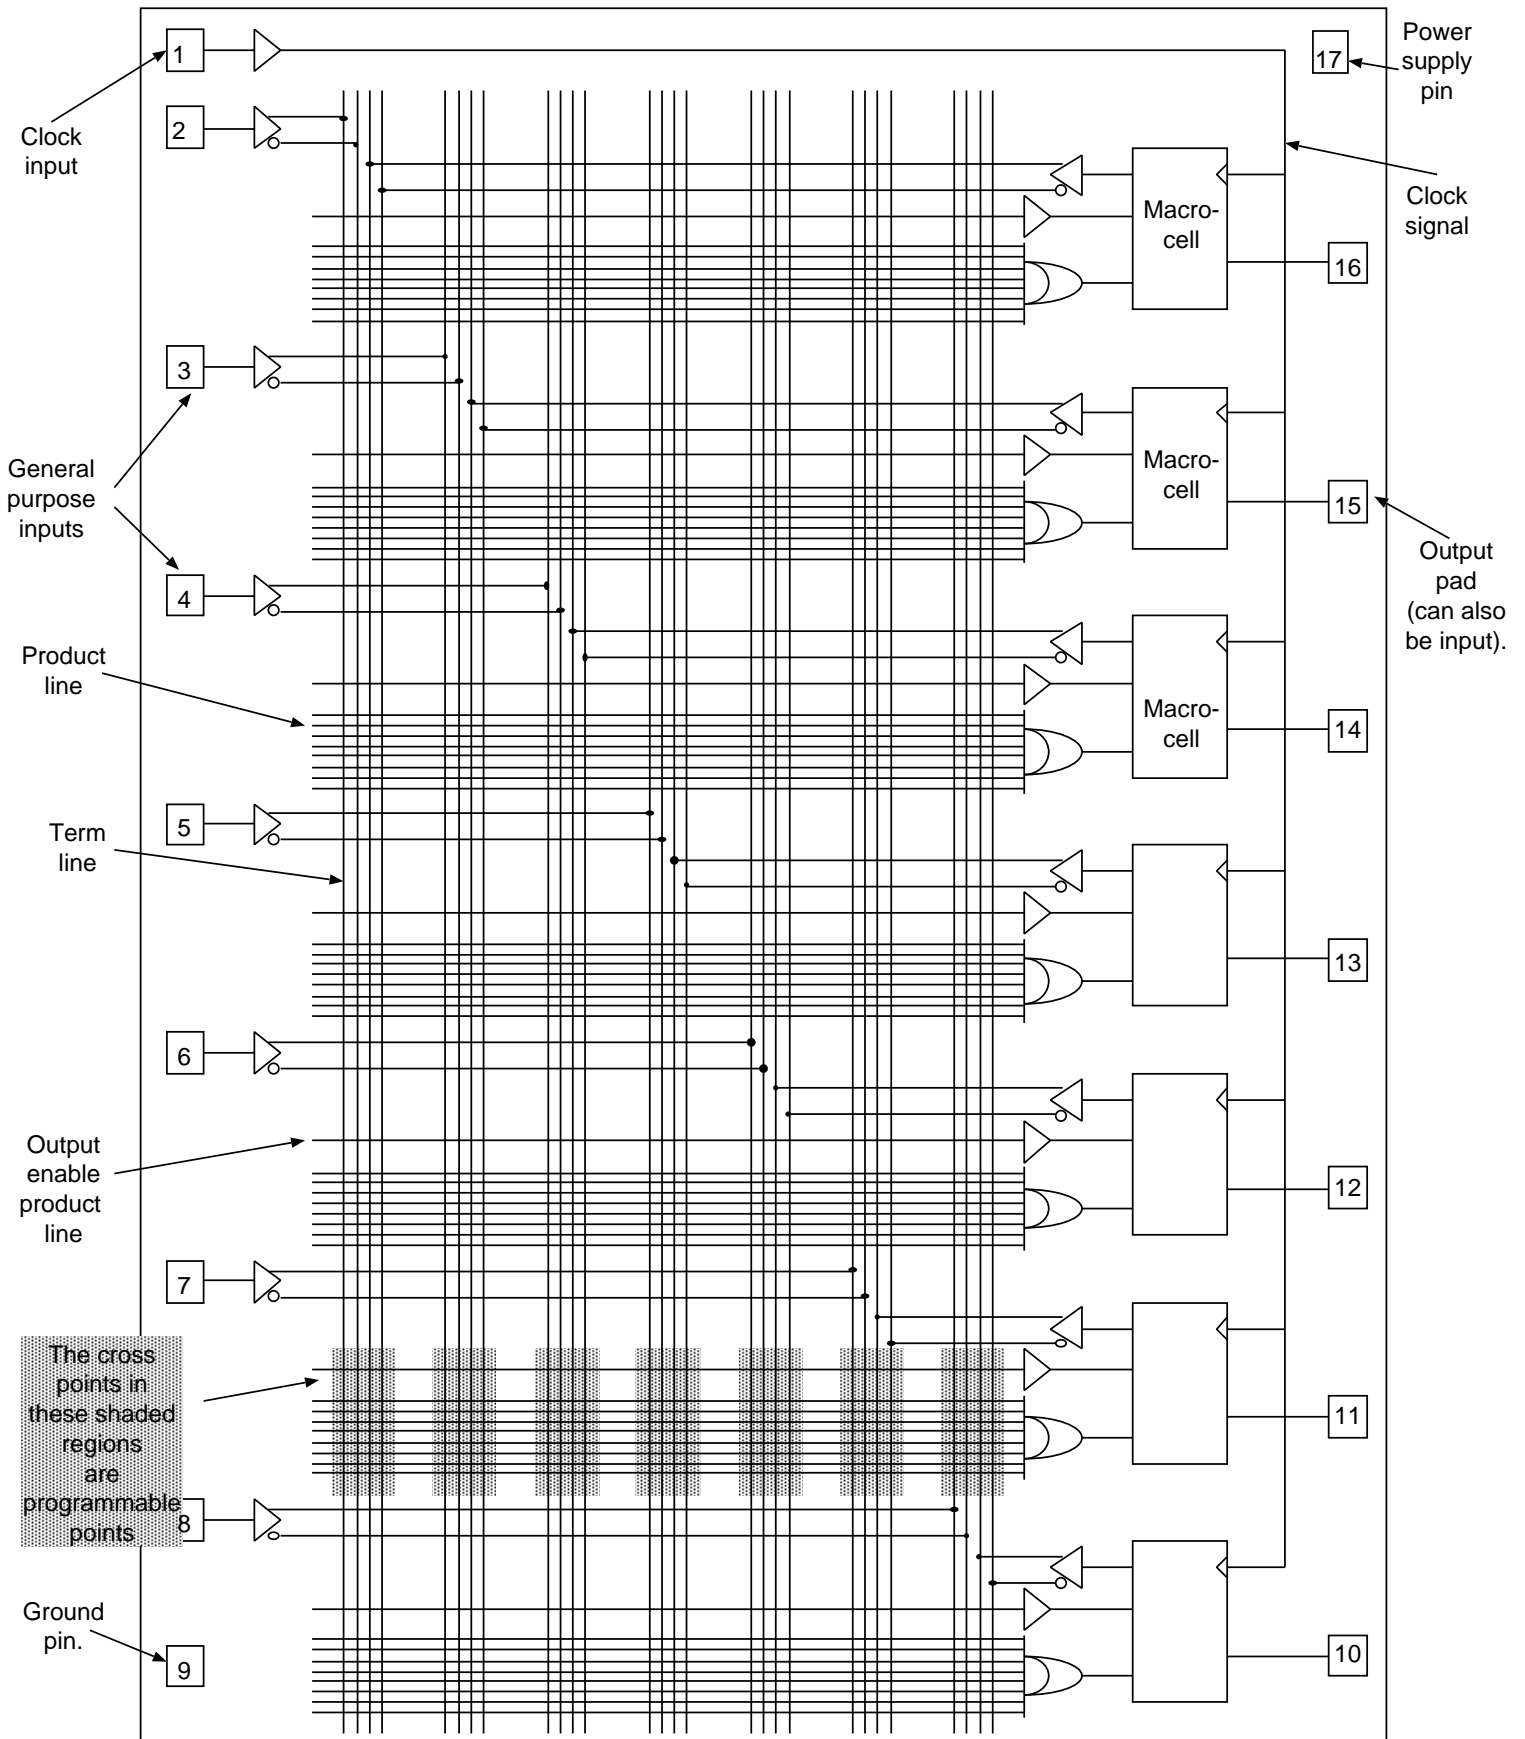 1
17
Power
supply
pin
2
Clock
input
Macro-
cell
Clock
signal
16
3
General
purpose
inputs
Macro-
cell
15
Output
pad
(can also
be input).
4
Product
line
Macro-
cell
14
5
Term
line
13
6
Output
enable
product
line
12
7
The cross
points in
these shaded
regions
are
programmable
points
11
8
Ground
pin.
9
10